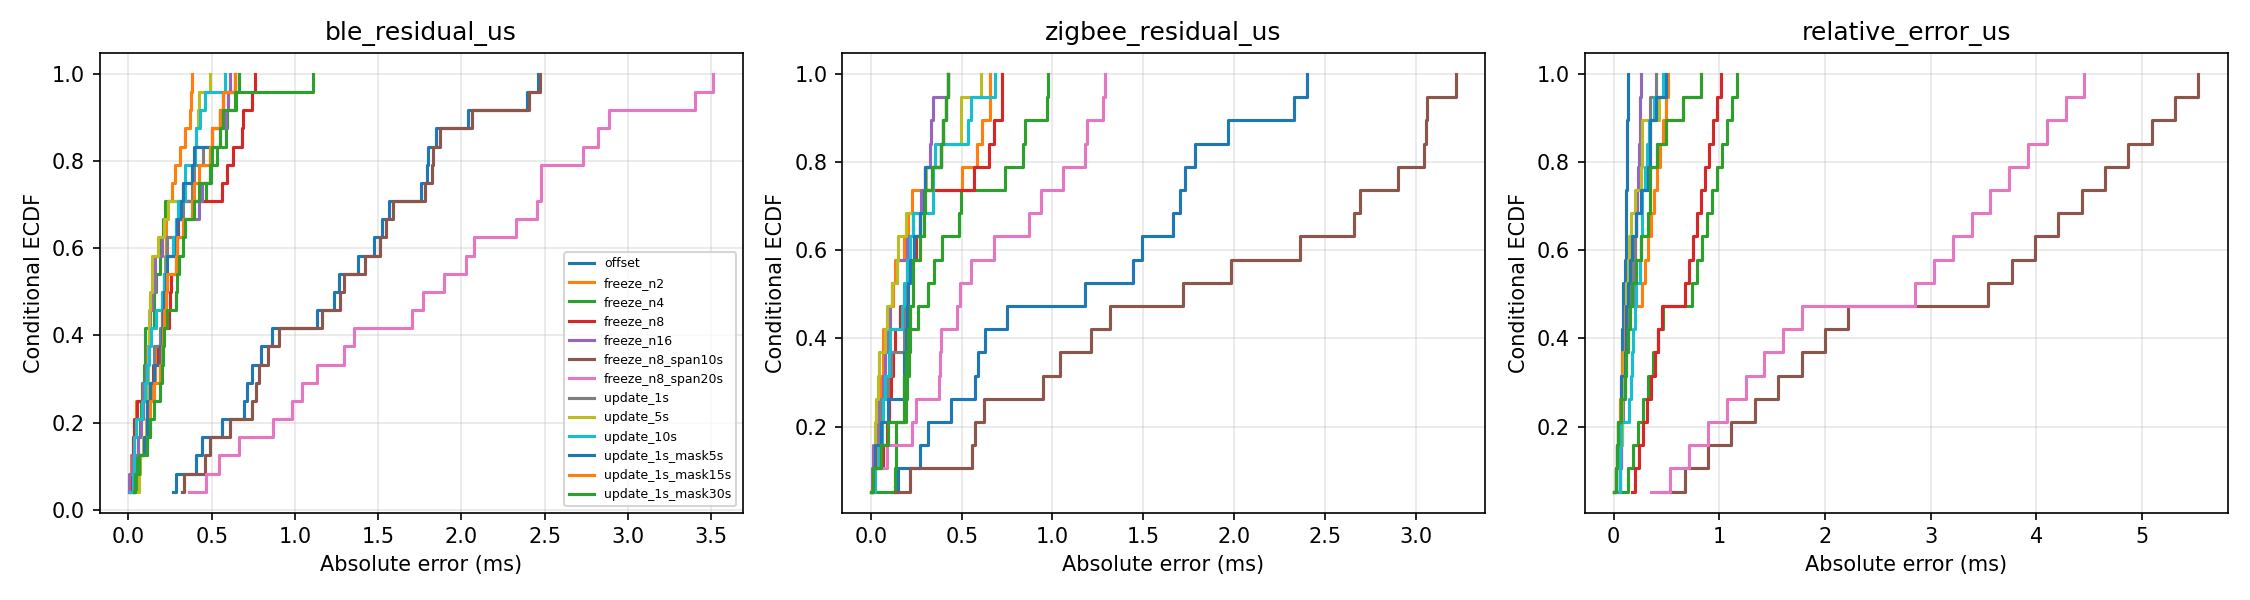 ble_residual_us
zigbee_residual_us
relative_error_us
Conditional ECDF
1.0
0.8
0.6
0.4
0.2
0.0
offset
freeze_n2
freeze_n4
freeze_n8
freeze_n16
freeze_n8_span10s
freeze_n8_span20s
update_1s
update_5s
update_10s
update_1s_mask5s
update_1s_mask15s
update_1s_mask30s
0.0 0.5 1.0 1.5 2.0 2.5 3.0 3.5
Absolute error (ms)
Conditional ECDF
1.0
0.8
0.6
0.4
0.2
0.0 0.5 1.0 1.5 2.0 2.5 3.0
Absolute error (ms)
Conditional ECDF
1.0
0.8
0.6
0.4
0.2
0 1 2 3 4 5
Absolute error (ms)